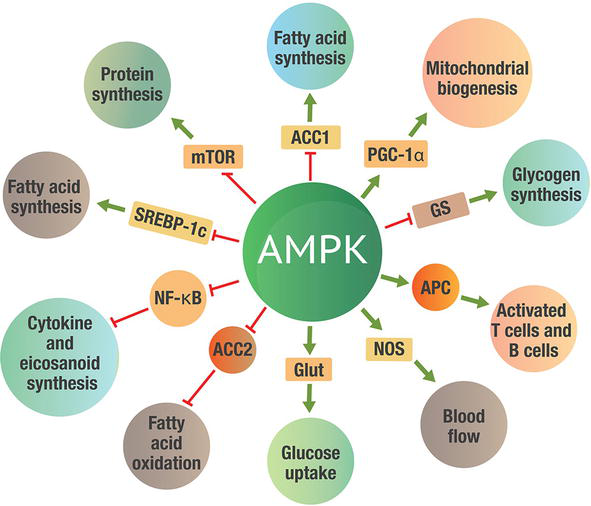 Fatty acid
synthesis
Mitochondrial
biogenesis
Protein
synthesis
ACC1
mTOR
PGC-1α
Fatty acid
synthesis
Glycogen
synthesis
SREBP-1c
GS
AMPK
NF-κB
APC
Cytokine
and
eicosanoid
synthesis
Activated
T cells and
B cells
ACC2
Glut
NOS
Fatty
acid
oxidation
Glucose
uptake
Blood
flow